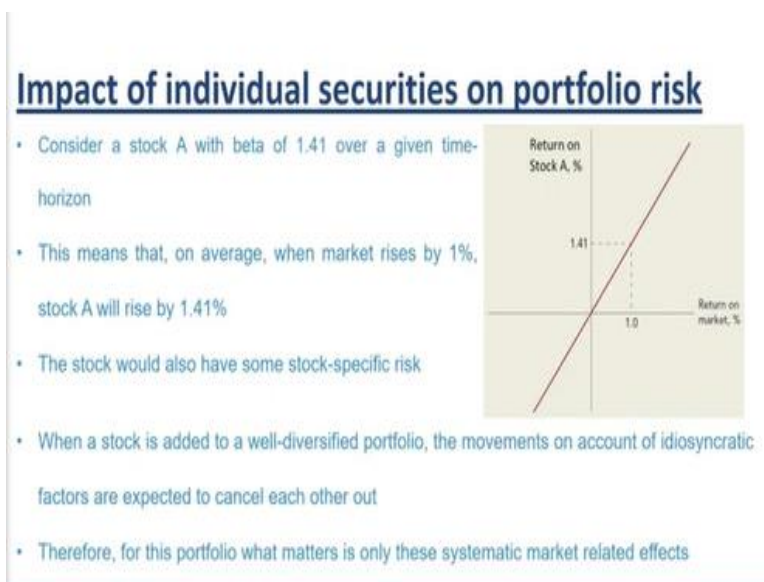 Impact of individual securities on portfolio risk
• Consider a stock A with beta of 1.41 over a given time-
horizon
• This means that, on average, when market rises by 1%,
stock A will rise by 1.41%
• The stock would also have some stock-specific risk
• When a stock is added to a well-diversified portfolio, the movements on account of idiosyncratic
factors are expected to cancel each other out
• Therefore, for this portfolio what matters is only these systematic market related effects
Return on
Stock A, %
1.41
1.0
Return on
market, %